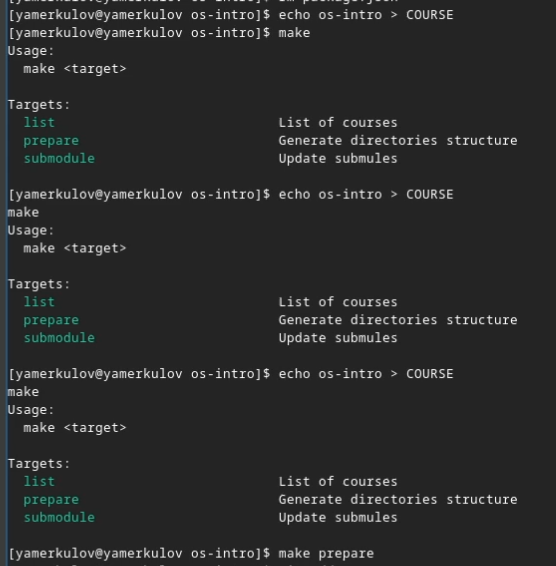 [yamerkulov@yamerkulov os-intro]$ echo os-intro > COURSE
[yamerkulov@yamerkulov os-intro]$ make
Usage:
  make <target>

Targets:
  list                            List of courses
  prepare                         Generate directories structure
  submodule                       Update submules

[yamerkulov@yamerkulov os-intro]$ echo os-intro > COURSE
make
Usage:
  make <target>

Targets:
  list                            List of courses
  prepare                         Generate directories structure
  submodule                       Update submules

[yamerkulov@yamerkulov os-intro]$ echo os-intro > COURSE
make
Usage:
  make <target>

Targets:
  list                            List of courses
  prepare                         Generate directories structure
  submodule                       Update submules

[yamerkulov@yamerkulov os-intro]$ make prepare